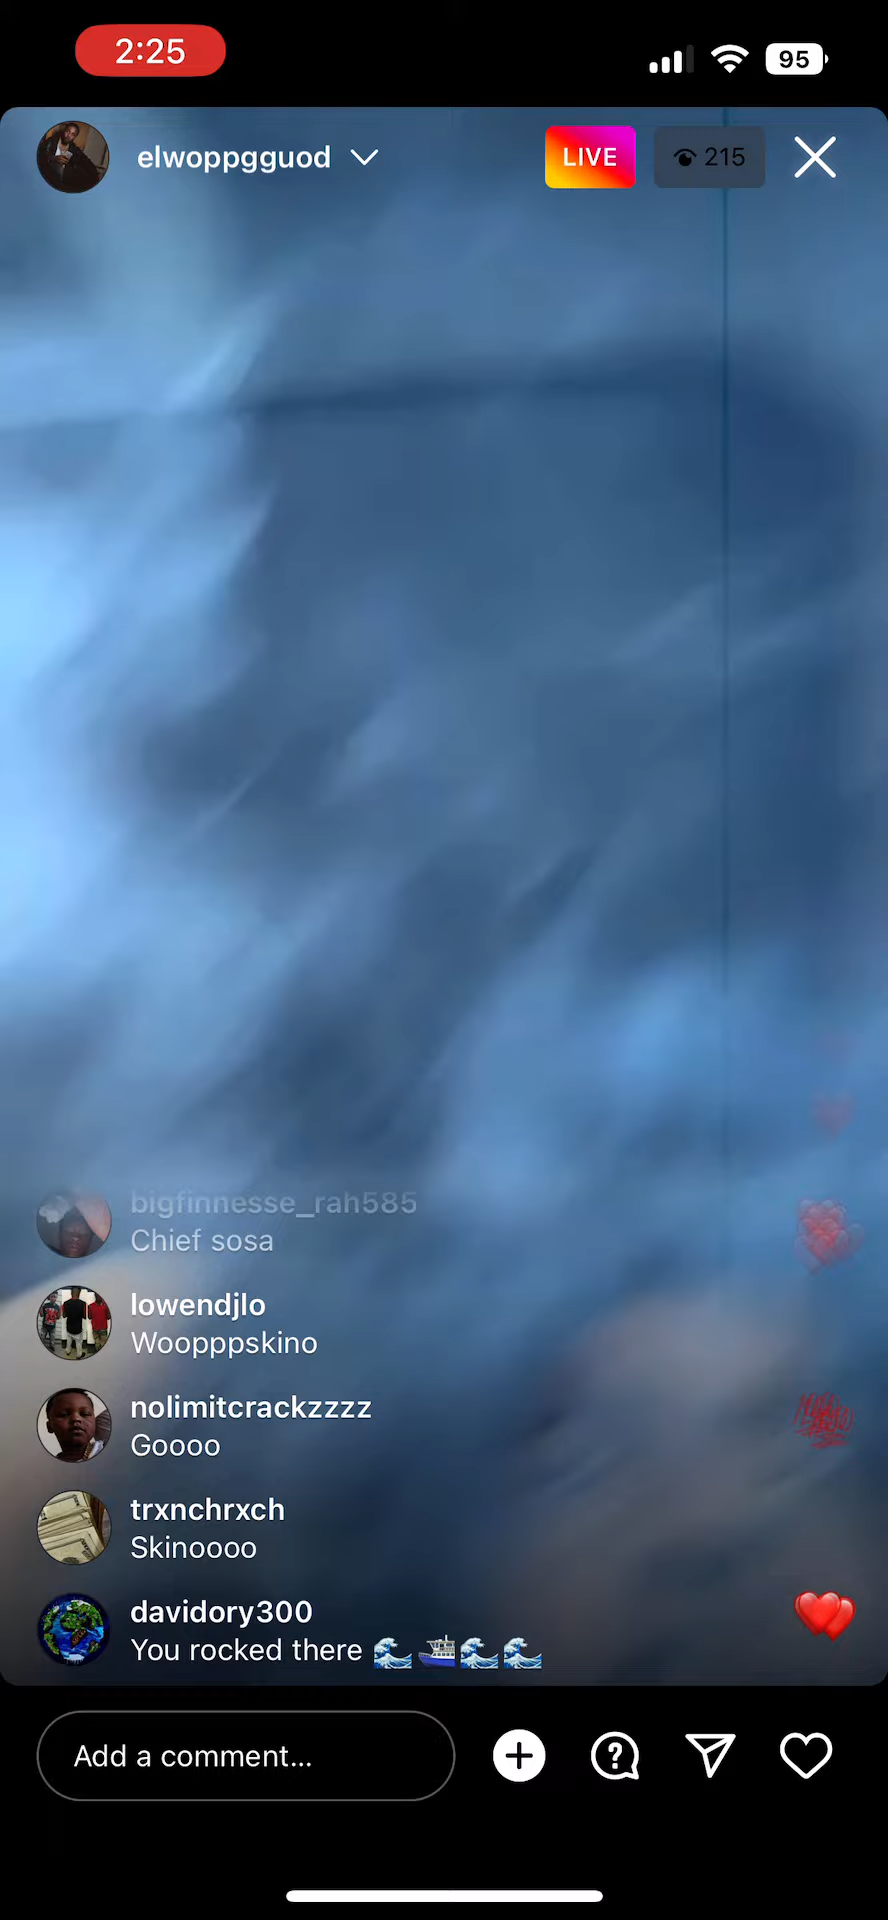 2:25
95
elwoppgguod
LIVE
215
bigfinnesse_rah585
Chief sosa
lowendjlo
Woopppskino
nolimitcrackzzzz
Goooo
trxnchrxch
Skinoooo
davidory300
You rocked there 🌊🚢🌊🌊
Add a comment...